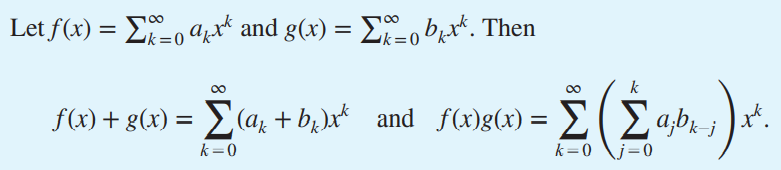 Let f(x) = ∑_{k=0}^{∞} a_k x^k and g(x) = ∑_{k=0}^{∞} b_k x^k. Then
f(x) + g(x) = ∑_{k=0}^{∞} (a_k + b_k)x^k and f(x)g(x) = ∑_{k=0}^{∞} (∑_{j=0}^{k} a_j b_{k−j}) x^k.